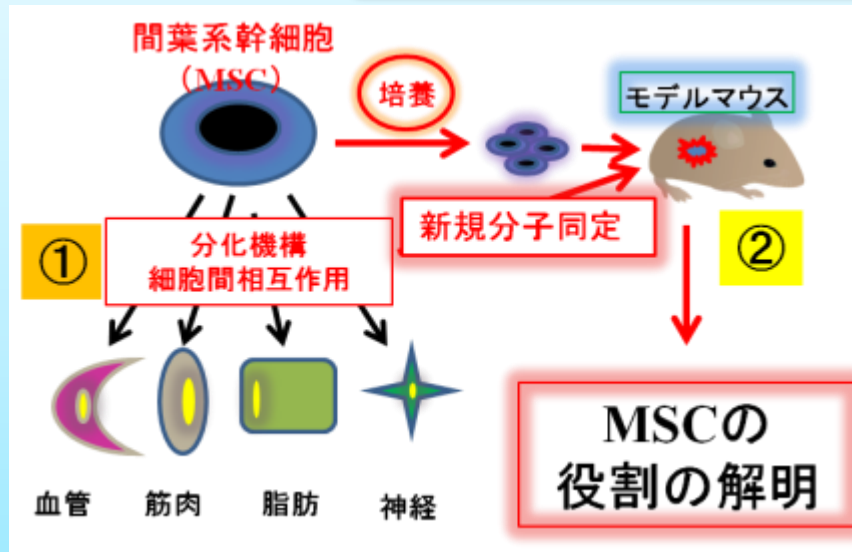 間葉系幹細胞
（MSC）
培養
モデルマウス
①
分化機構
細胞間相互作用
新規分子同定
②
血管
筋肉
脂肪
神経
MSCの
役割の解明